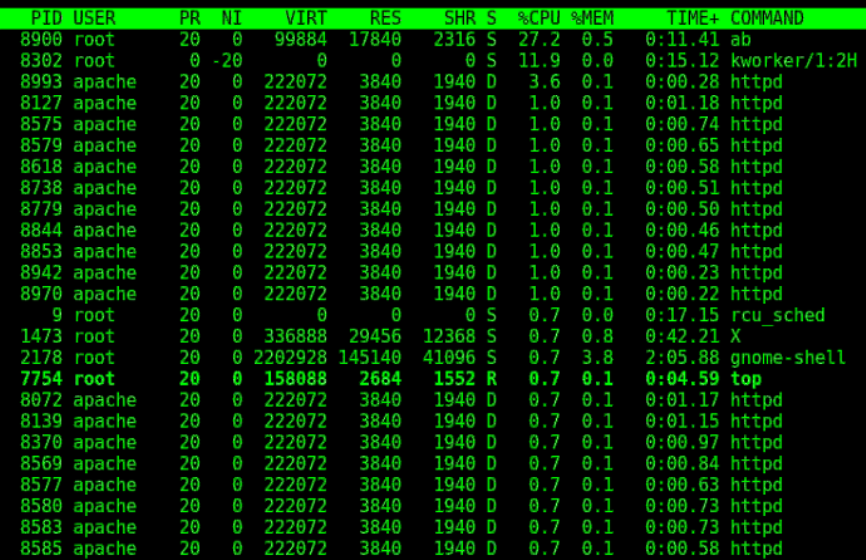 PID USER PR NI VIRT RES SHR S %CPU %MEM TIME+ COMMAND
8900 root 20 0 99884 17840 2316 S 27.2 0.5 0:11.41 ab
8302 root 0 -20 0 0 0 S 11.9 0.0 0:15.12 kworker/1:2H
8993 apache 20 0 222072 3840 1940 D 3.6 0.1 0:00.28 httpd
8127 apache 20 0 222072 3840 1940 D 1.0 0.1 0:01.18 httpd
8575 apache 20 0 222072 3840 1940 D 1.0 0.1 0:00.74 httpd
8579 apache 20 0 222072 3840 1940 D 1.0 0.1 0:00.65 httpd
8618 apache 20 0 222072 3840 1940 D 1.0 0.1 0:00.58 httpd
8738 apache 20 0 222072 3840 1940 D 1.0 0.1 0:00.51 httpd
8779 apache 20 0 222072 3840 1940 D 1.0 0.1 0:00.50 httpd
8844 apache 20 0 222072 3840 1940 D 1.0 0.1 0:00.46 httpd
8853 apache 20 0 222072 3840 1940 D 1.0 0.1 0:00.47 httpd
8942 apache 20 0 222072 3840 1940 D 1.0 0.1 0:00.23 httpd
8970 apache 20 0 222072 3840 1940 D 1.0 0.1 0:00.22 httpd
9 root 20 0 0 0 0 S 0.7 0.0 0:17.15 rcu_sched
1473 root 20 0 336888 29456 12368 S 0.7 0.8 0:42.21 X
2178 root 20 0 2202928 145140 41096 S 0.7 3.8 2:05.88 gnome-shell
7754 root 20 0 158088 2684 1552 R 0.7 0.1 0:04.59 top
8072 apache 20 0 222072 3840 1940 D 0.7 0.1 0:01.17 httpd
8139 apache 20 0 222072 3840 1940 D 0.7 0.1 0:01.15 httpd
8370 apache 20 0 222072 3840 1940 D 0.7 0.1 0:00.97 httpd
8569 apache 20 0 222072 3840 1940 D 0.7 0.1 0:00.84 httpd
8577 apache 20 0 222072 3840 1940 D 0.7 0.1 0:00.63 httpd
8580 apache 20 0 222072 3840 1940 D 0.7 0.1 0:00.73 httpd
8583 apache 20 0 222072 3840 1940 D 0.7 0.1 0:00.73 httpd
8585 apache 20 0 222072 3840 1940 D 0.7 0.1 0:00.58 httpd